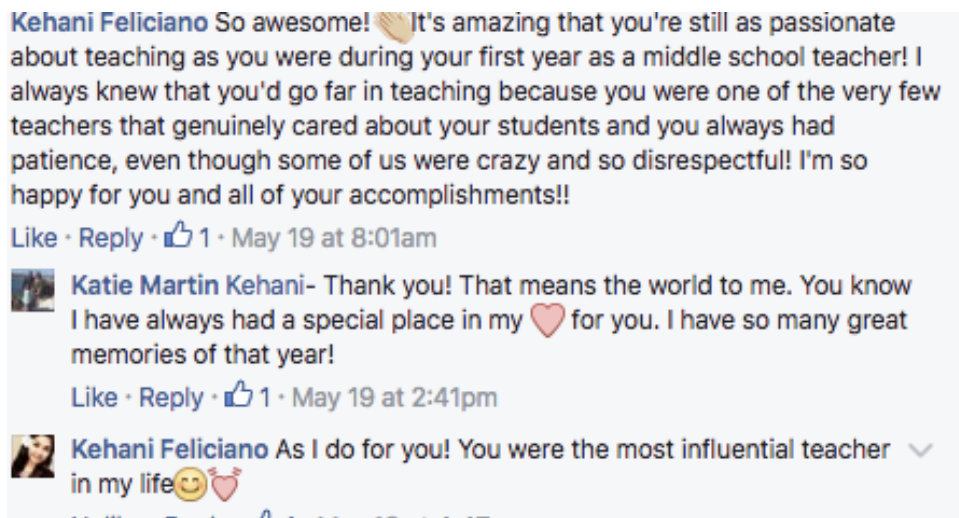 Kehani Feliciano So awesome! 👏It's amazing that you're still as passionate
about teaching as you were during your first year as a middle school teacher! I
always knew that you'd go far in teaching because you were one of the very few
teachers that genuinely cared about your students and you always had
patience, even though some of us were crazy and so disrespectful! I'm so
happy for you and all of your accomplishments!!
Like · Reply · 1 · May 19 at 8:01am
Katie Martin Kehani- Thank you! That means the world to me. You know
I have always had a special place in my ❤ for you. I have so many great
memories of that year!
Like · Reply · 1 · May 19 at 2:41pm
Kehani Feliciano As I do for you! You were the most influential teacher
in my life😊💓